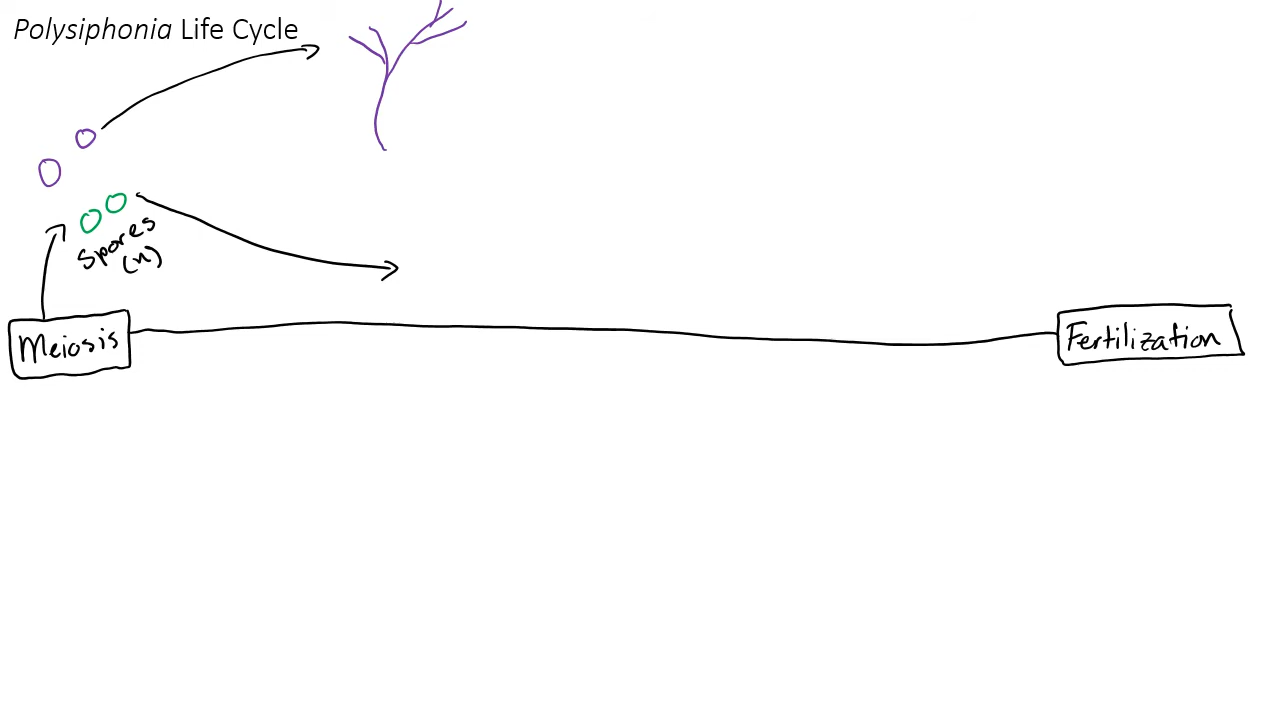 Polysiphonia Life Cycle
Spores
(n)
Meiosis
Fertilization